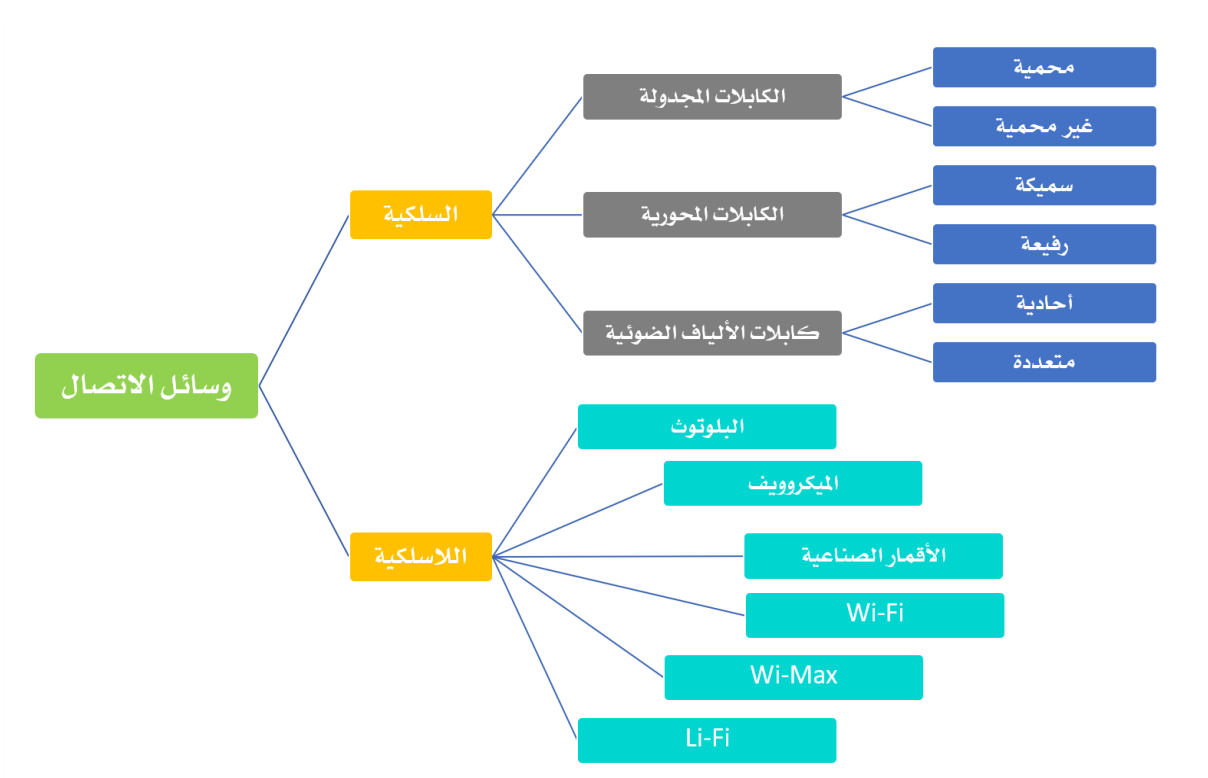 وسائل الاتصال
السلكية
الكابلات المجدولة
محمية
غير محمية
الكابلات المحورية
سميكة
رفيعة
كابلات الألياف الضوئية
أحادية
متعددة
اللاسلكية
البلوتوث
الميكروويف
الأقمار الصناعية
Wi-Fi
Wi-Max
Li-Fi